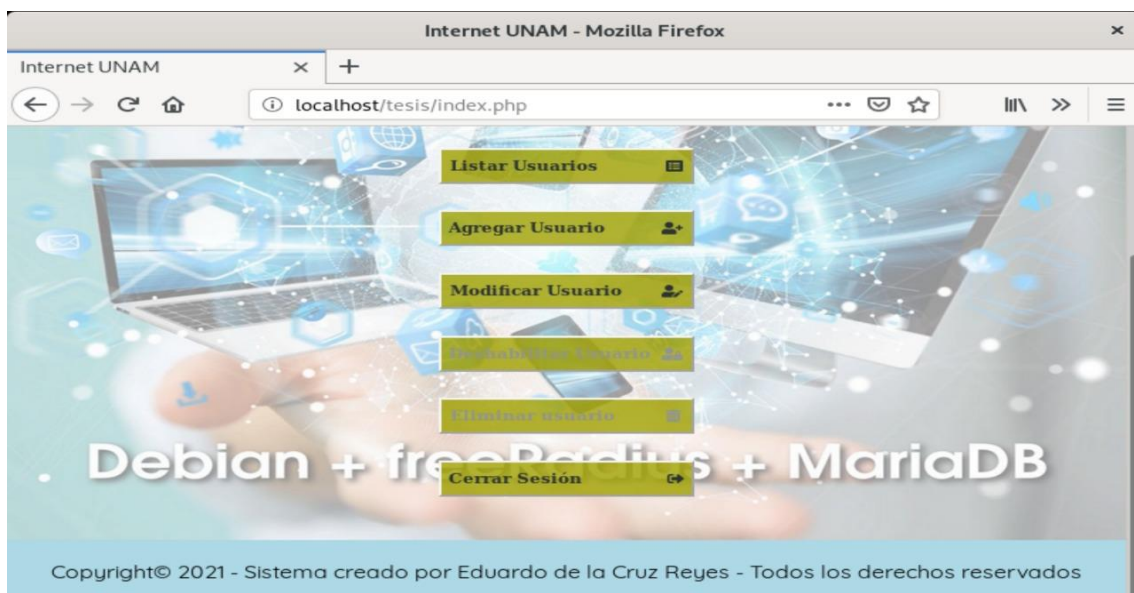 Internet UNAM - Mozilla Firefox
Internet UNAM
localhost/tesis/index.php
Listar Usuarios
Agregar Usuario
Modificar Usuario
Deshabilitar Usuario
Eliminar usuario
Debian + freeRadius + MariaDB
Cerrar Sesión
Copyright© 2021 - Sistema creado por Eduardo de la Cruz Reyes - Todos los derechos reservados